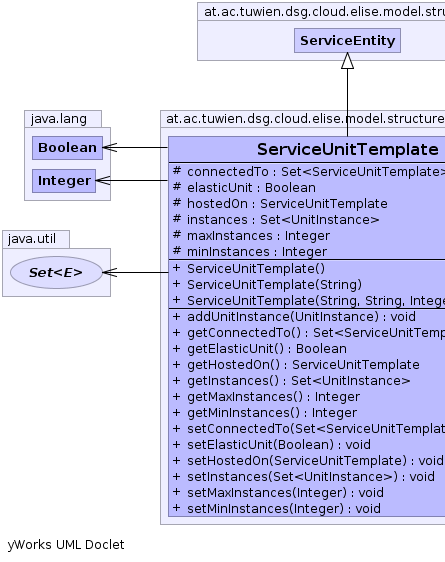 at.ac.tuwien.dsg.cloud.elise.model.stru
ServiceEntity
java.lang
Boolean
Integer
java.util
Set<E>
at.ac.tuwien.dsg.cloud.elise.model.structure
ServiceUnitTemplate
# connectedTo : Set<ServiceUnitTemplate>
# elasticUnit : Boolean
# hostedOn : ServiceUnitTemplate
# instances : Set<UnitInstance>
# maxInstances : Integer
# minInstances : Integer
+ ServiceUnitTemplate()
+ ServiceUnitTemplate(String)
+ ServiceUnitTemplate(String, String, Intege
+ addUnitInstance(UnitInstance) : void
+ getConnectedTo() : Set<ServiceUnitTemp
+ getElasticUnit() : Boolean
+ getHostedOn() : ServiceUnitTemplate
+ getInstances() : Set<UnitInstance>
+ getMaxInstances() : Integer
+ getMinInstances() : Integer
+ setConnectedTo(Set<ServiceUnitTemplat
+ setElasticUnit(Boolean) : void
+ setHostedOn(ServiceUnitTemplate) : void
+ setInstances(Set<UnitInstance>) : void
+ setMaxInstances(Integer) : void
+ setMinInstances(Integer) : void
yWorks UML Doclet